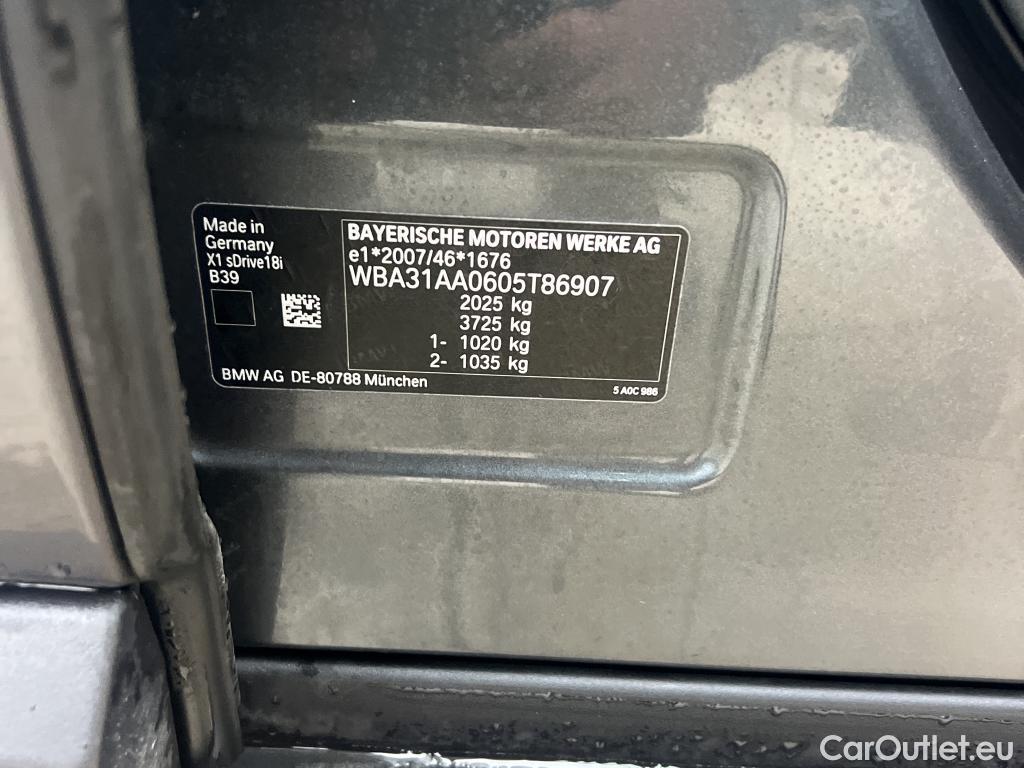 Made in
Germany
X1 sDrive18i
B39
BAYERISCHE MOTOREN WERKE AG
e1*2007/46*1676
WBA31AA0605T86907
2025 kg
3725 kg
1- 1020 kg
2- 1035 kg
BMW AG DE-80788 München
5 A0C 986
CarOutlet.eu